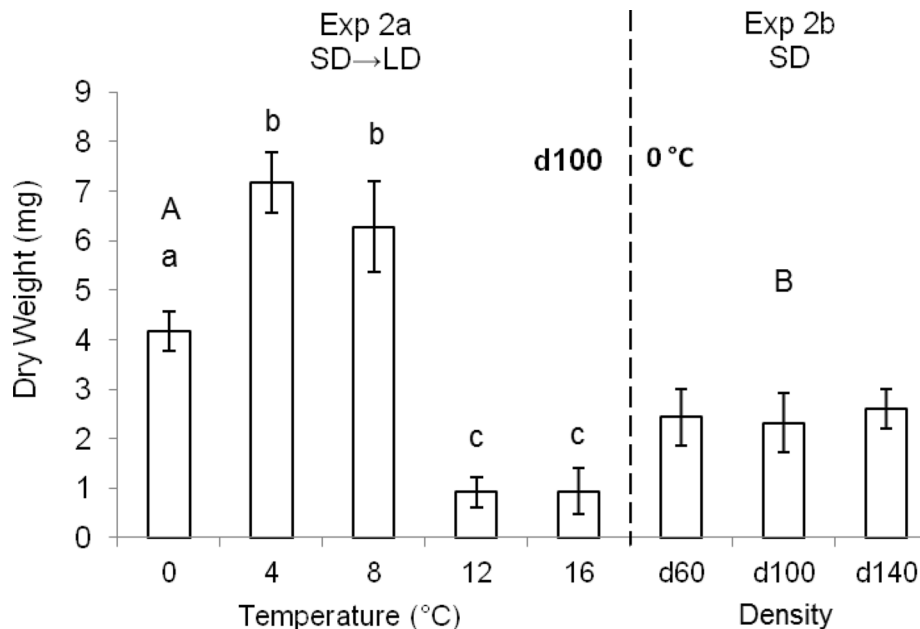 Exp 2a
SD→LD
Exp 2b
SD
Dry Weight (mg)
9
8
7
6
5
4
3
2
1
0
A
a
b
b
c
c
d100
0 °C
B
0 4 8 12 16 d60 d100 d140
Temperature (°C) Density